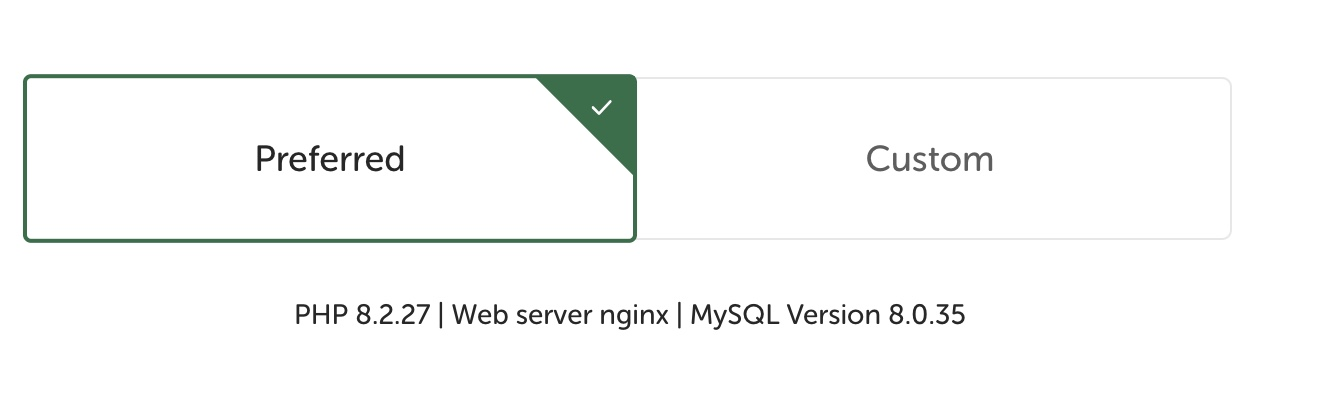 Preferred
Custom
PHP 8.2.27 | Web server nginx | MySQL Version 8.0.35